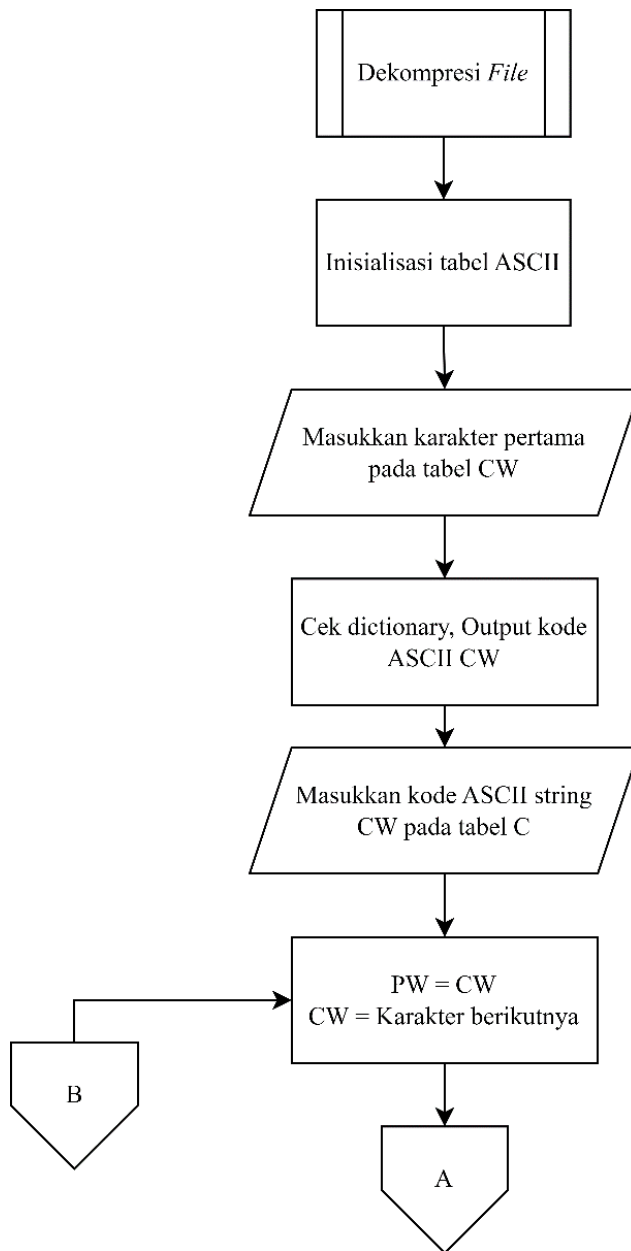 Dekompresi File
Inisialisasi tabel ASCII
Masukkan karakter pertama
pada tabel CW
Cek dictionary, Output kode
ASCII CW
Masukkan kode ASCII string
CW pada tabel C
PW = CW
CW = Karakter berikutnya
B
A